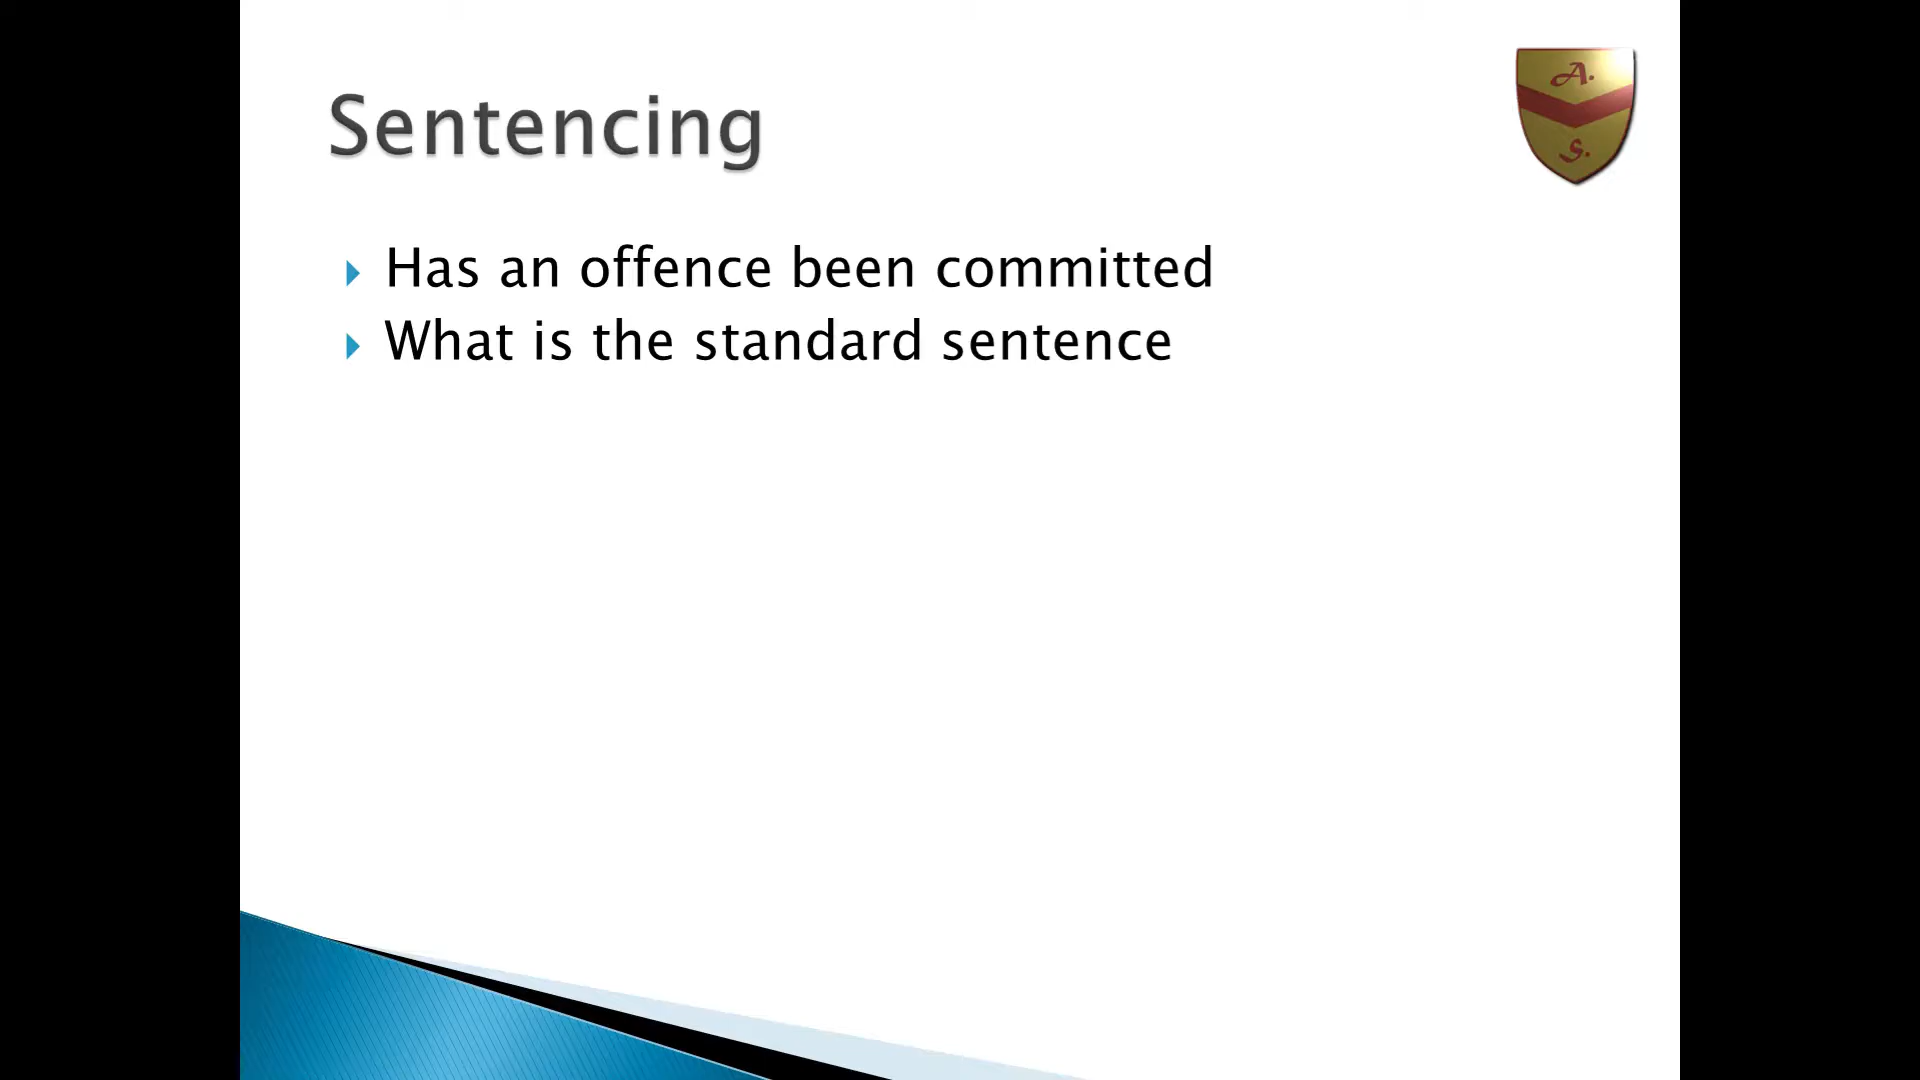 Sentencing
A.
S.
Has an offence been committed
What is the standard sentence